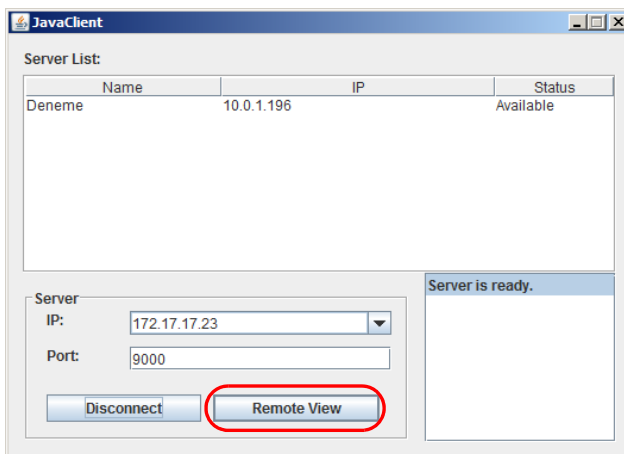 JavaClient
Server List:
Name IP Status
Deneme 10.0.1.196 Available
Server is ready.
Server
IP: 172.17.17.23
Port: 9000
Disconnect Remote View